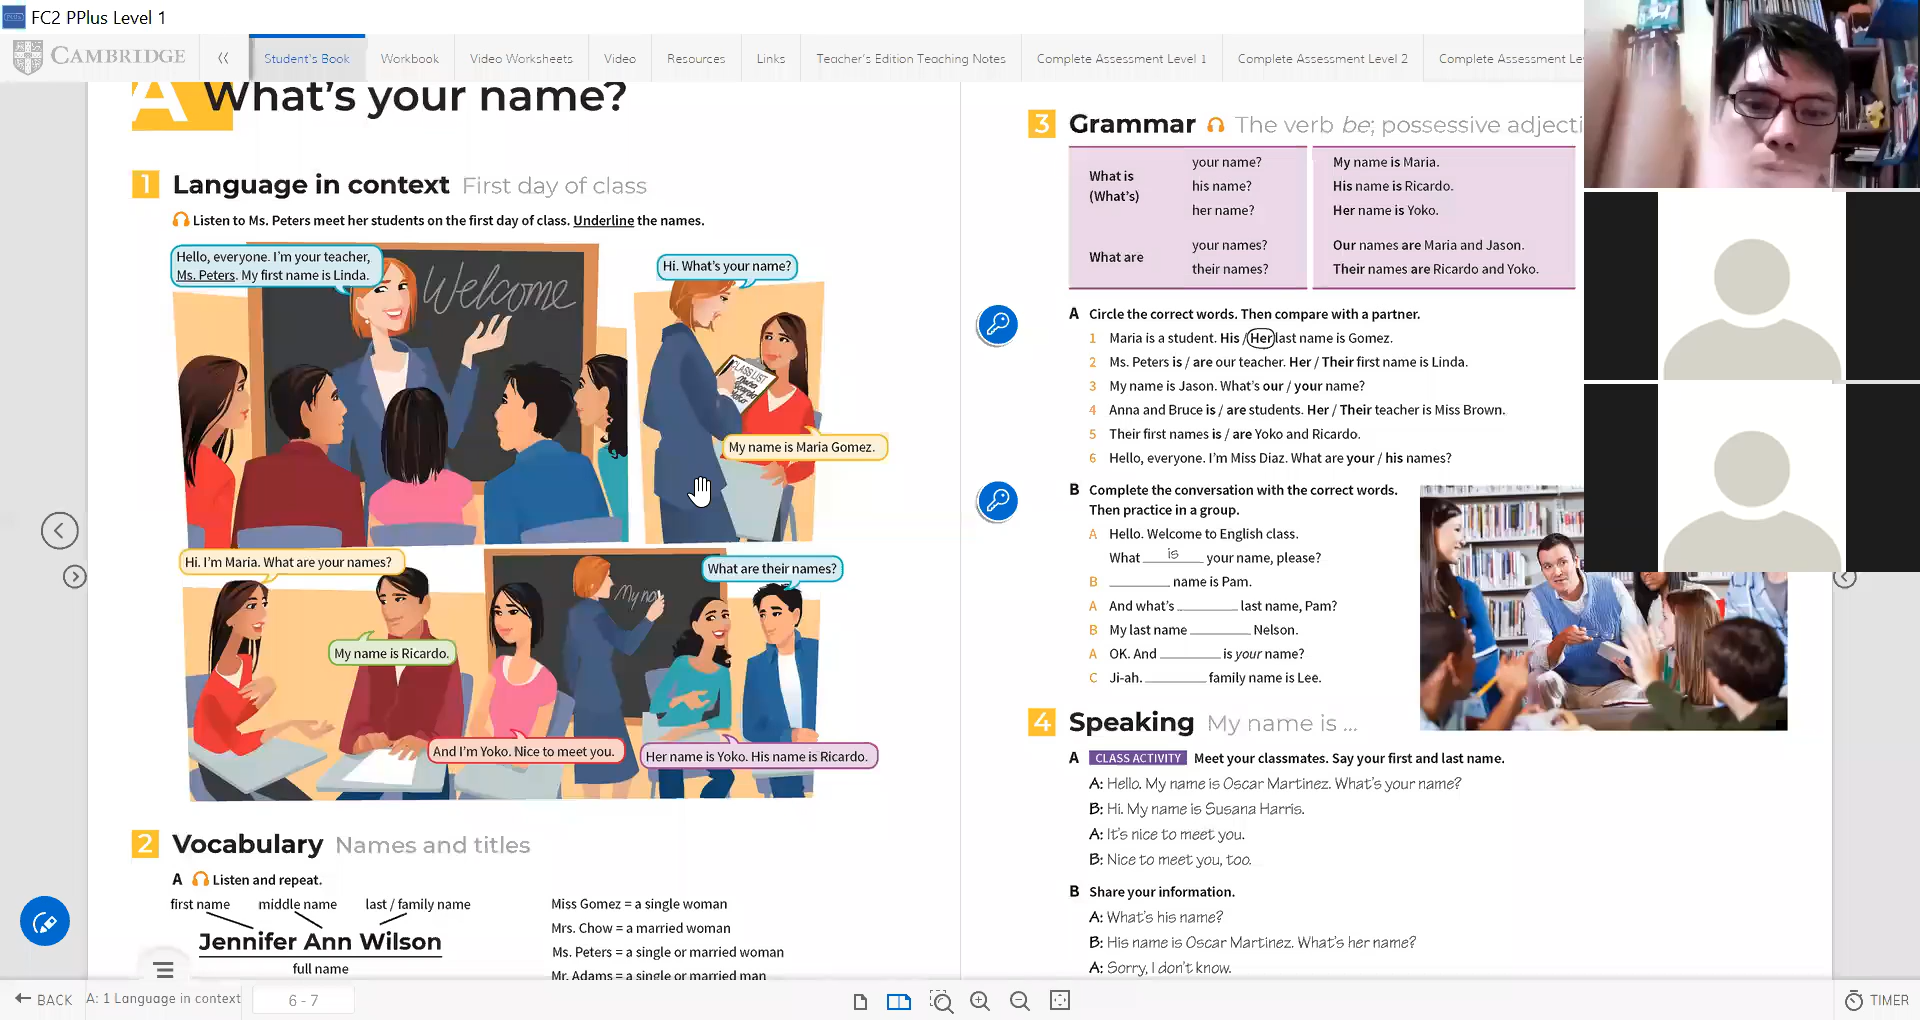 FC2 PPlus Level 1
CAMBRIDGE
Student's Book
Workbook
Video Worksheets
Video
Resources
Links
Teacher's Edition Teaching Notes
Complete Assessment Level 1
Complete Assessment Level 2
Complete Assessment Le
A What's your name?
1 Language in context First day of class
Listen to Ms. Peters meet her students on the first day of class. Underline the names.
Hello, everyone. I'm your teacher,
Ms. Peters. My first name is Linda.
Welcome
Hi. What's your name?
CLASS LIST
My name is Maria Gomez.
Hi. I'm Maria. What are your names?
My name is Ricardo.
And I'm Yoko. Nice to meet you.
My na
What are their names?
Her name is Yoko. His name is Ricardo.
2 Vocabulary Names and titles
A Listen and repeat.
first name middle name last / family name
Jennifer Ann Wilson
full name
Miss Gomez = a single woman
Mrs. Chow = a married woman
Ms. Peters = a single or married woman
Mr. Adams = a single or married man
3 Grammar The verb be; possessive adjecti
What is
(What's)
your name?
his name?
her name?
My name is Maria.
His name is Ricardo.
Her name is Yoko.
What are
your names?
their names?
Our names are Maria and Jason.
Their names are Ricardo and Yoko.
A Circle the correct words. Then compare with a partner.
1 Maria is a student. His / Her last name is Gomez.
2 Ms. Peters is / are our teacher. Her / Their first name is Linda.
3 My name is Jason. What's our / your name?
4 Anna and Bruce is / are students. Her / Their teacher is Miss Brown.
5 Their first names is / are Yoko and Ricardo.
6 Hello, everyone. I'm Miss Diaz. What are your / his names?
B Complete the conversation with the correct words.
Then practice in a group.
A Hello. Welcome to English class.
What is your name, please?
B ________ name is Pam.
A And what's ________ last name, Pam?
B My last name ________ Nelson.
A OK. And ________ is your name?
C Ji-ah. ________ family name is Lee.
4 Speaking My name is ...
A CLASS ACTIVITY Meet your classmates. Say your first and last name.
A: Hello. My name is Oscar Martinez. What's your name?
B: Hi. My name is Susana Harris.
A: It's nice to meet you.
B: Nice to meet you, too.
B Share your information.
A: What's his name?
B: His name is Oscar Martinez. What's her name?
A: Sorry, I don't know.
BACK
A: 1 Language in context
6 - 7
TIMER